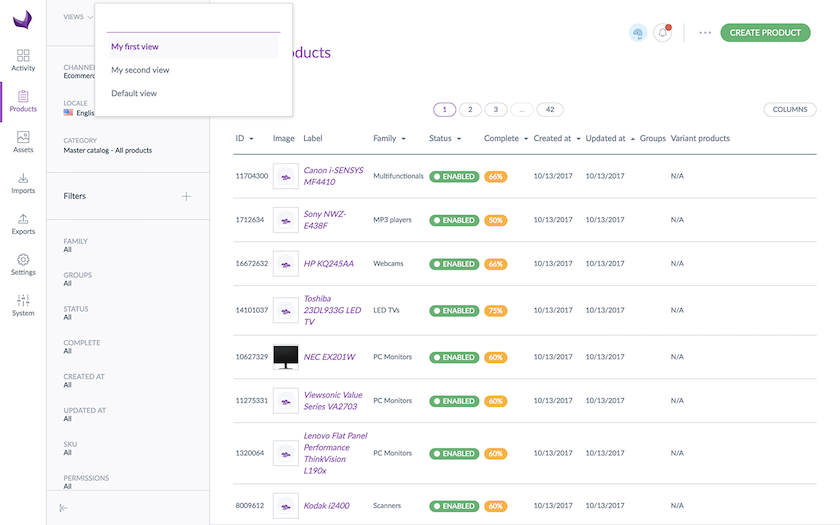 VIEWS
My first view
My second view
Default view
Activity
Products
Assets
Imports
Exports
Settings
System
LOCALE
CATEGORY
Master catalog - All products
Filters
FAMILY
All
GROUPS
All
STATUS
All
COMPLETE
All
CREATED AT
All
UPDATED AT
All
SKU
All
PERMISSIONS
All
CREATE PRODUCT
1 2 3 ... 42
COLUMNS
ID Image Label Family Status Complete Created at Updated at Groups Variant products
11704300 Canon i-SENSYS Multifunctionals ENABLED 66% 10/13/2017 10/13/2017 N/A
MF4410
1712634 Sony NWZ- MP3 players ENABLED 50% 10/13/2017 10/13/2017 N/A
E438F
16672632 HP KQ245AA Webcams ENABLED 66% 10/13/2017 10/13/2017 N/A
Toshiba
14101037 23DL933G LED LED TVs ENABLED 75% 10/13/2017 10/13/2017 N/A
TV
10627329 NEC EX201W PC Monitors ENABLED 60% 10/13/2017 10/13/2017 N/A
11275331 Viewsonic Value PC Monitors ENABLED 60% 10/13/2017 10/13/2017 N/A
Series VA2703
Lenovo Flat Panel
Performance
1320064 ThinkVision PC Monitors ENABLED 60% 10/13/2017 10/13/2017 N/A
L190x
8009612 Kodak i2400 Scanners ENABLED 60% 10/13/2017 10/13/2017 N/A